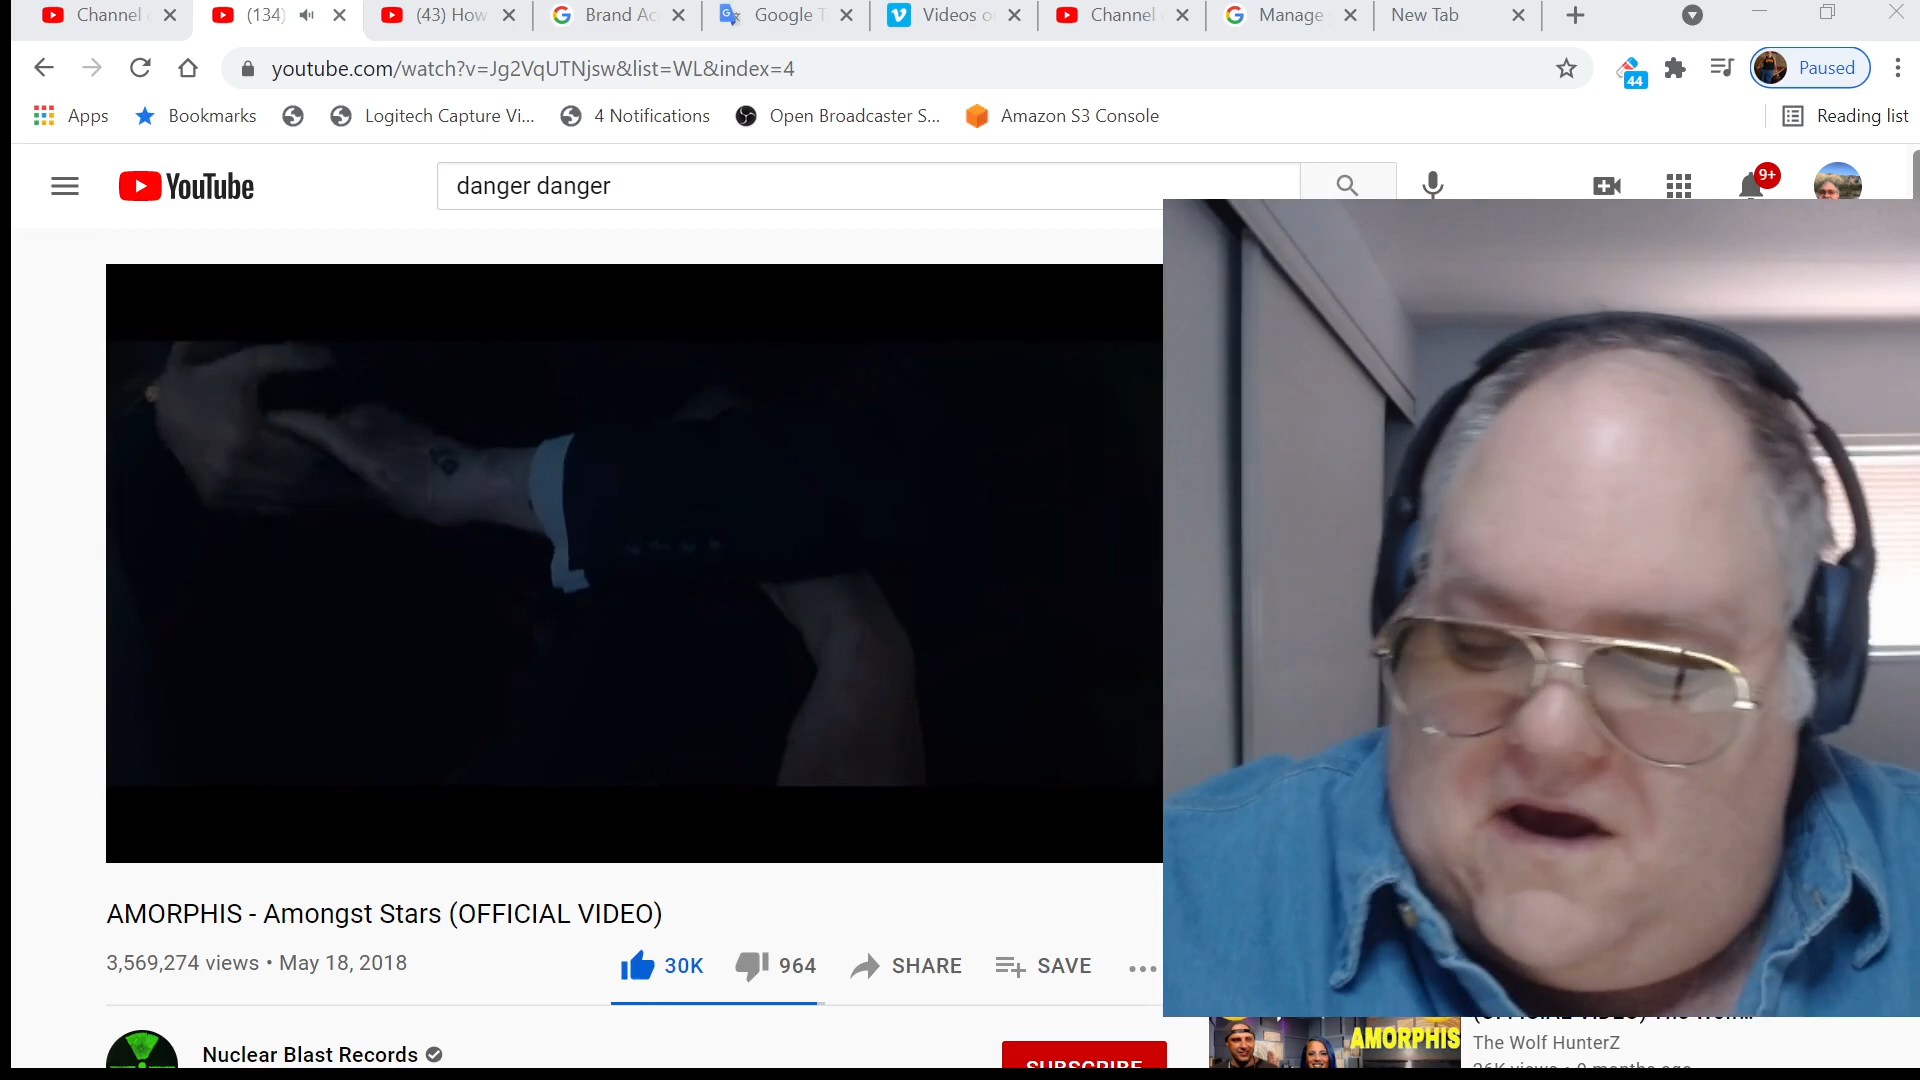 Channel
(134)
(43) How
Brand Ac
Google T
Videos o
Channel
Manage
New Tab
youtube.com/watch?v=Jg2VqUTNjsw&list=WL&index=4
44
Paused
Apps
Bookmarks
Logitech Capture Vi...
4 Notifications
Open Broadcaster S...
Amazon S3 Console
Reading list
YouTube
danger danger
9+
AMORPHIS - Amongst Stars (OFFICIAL VIDEO)
3,569,274 views • May 18, 2018
30K
964
SHARE
SAVE
AMORPHIS
The Wolf HunterZ
Nuclear Blast Records
SUBSCRIBE